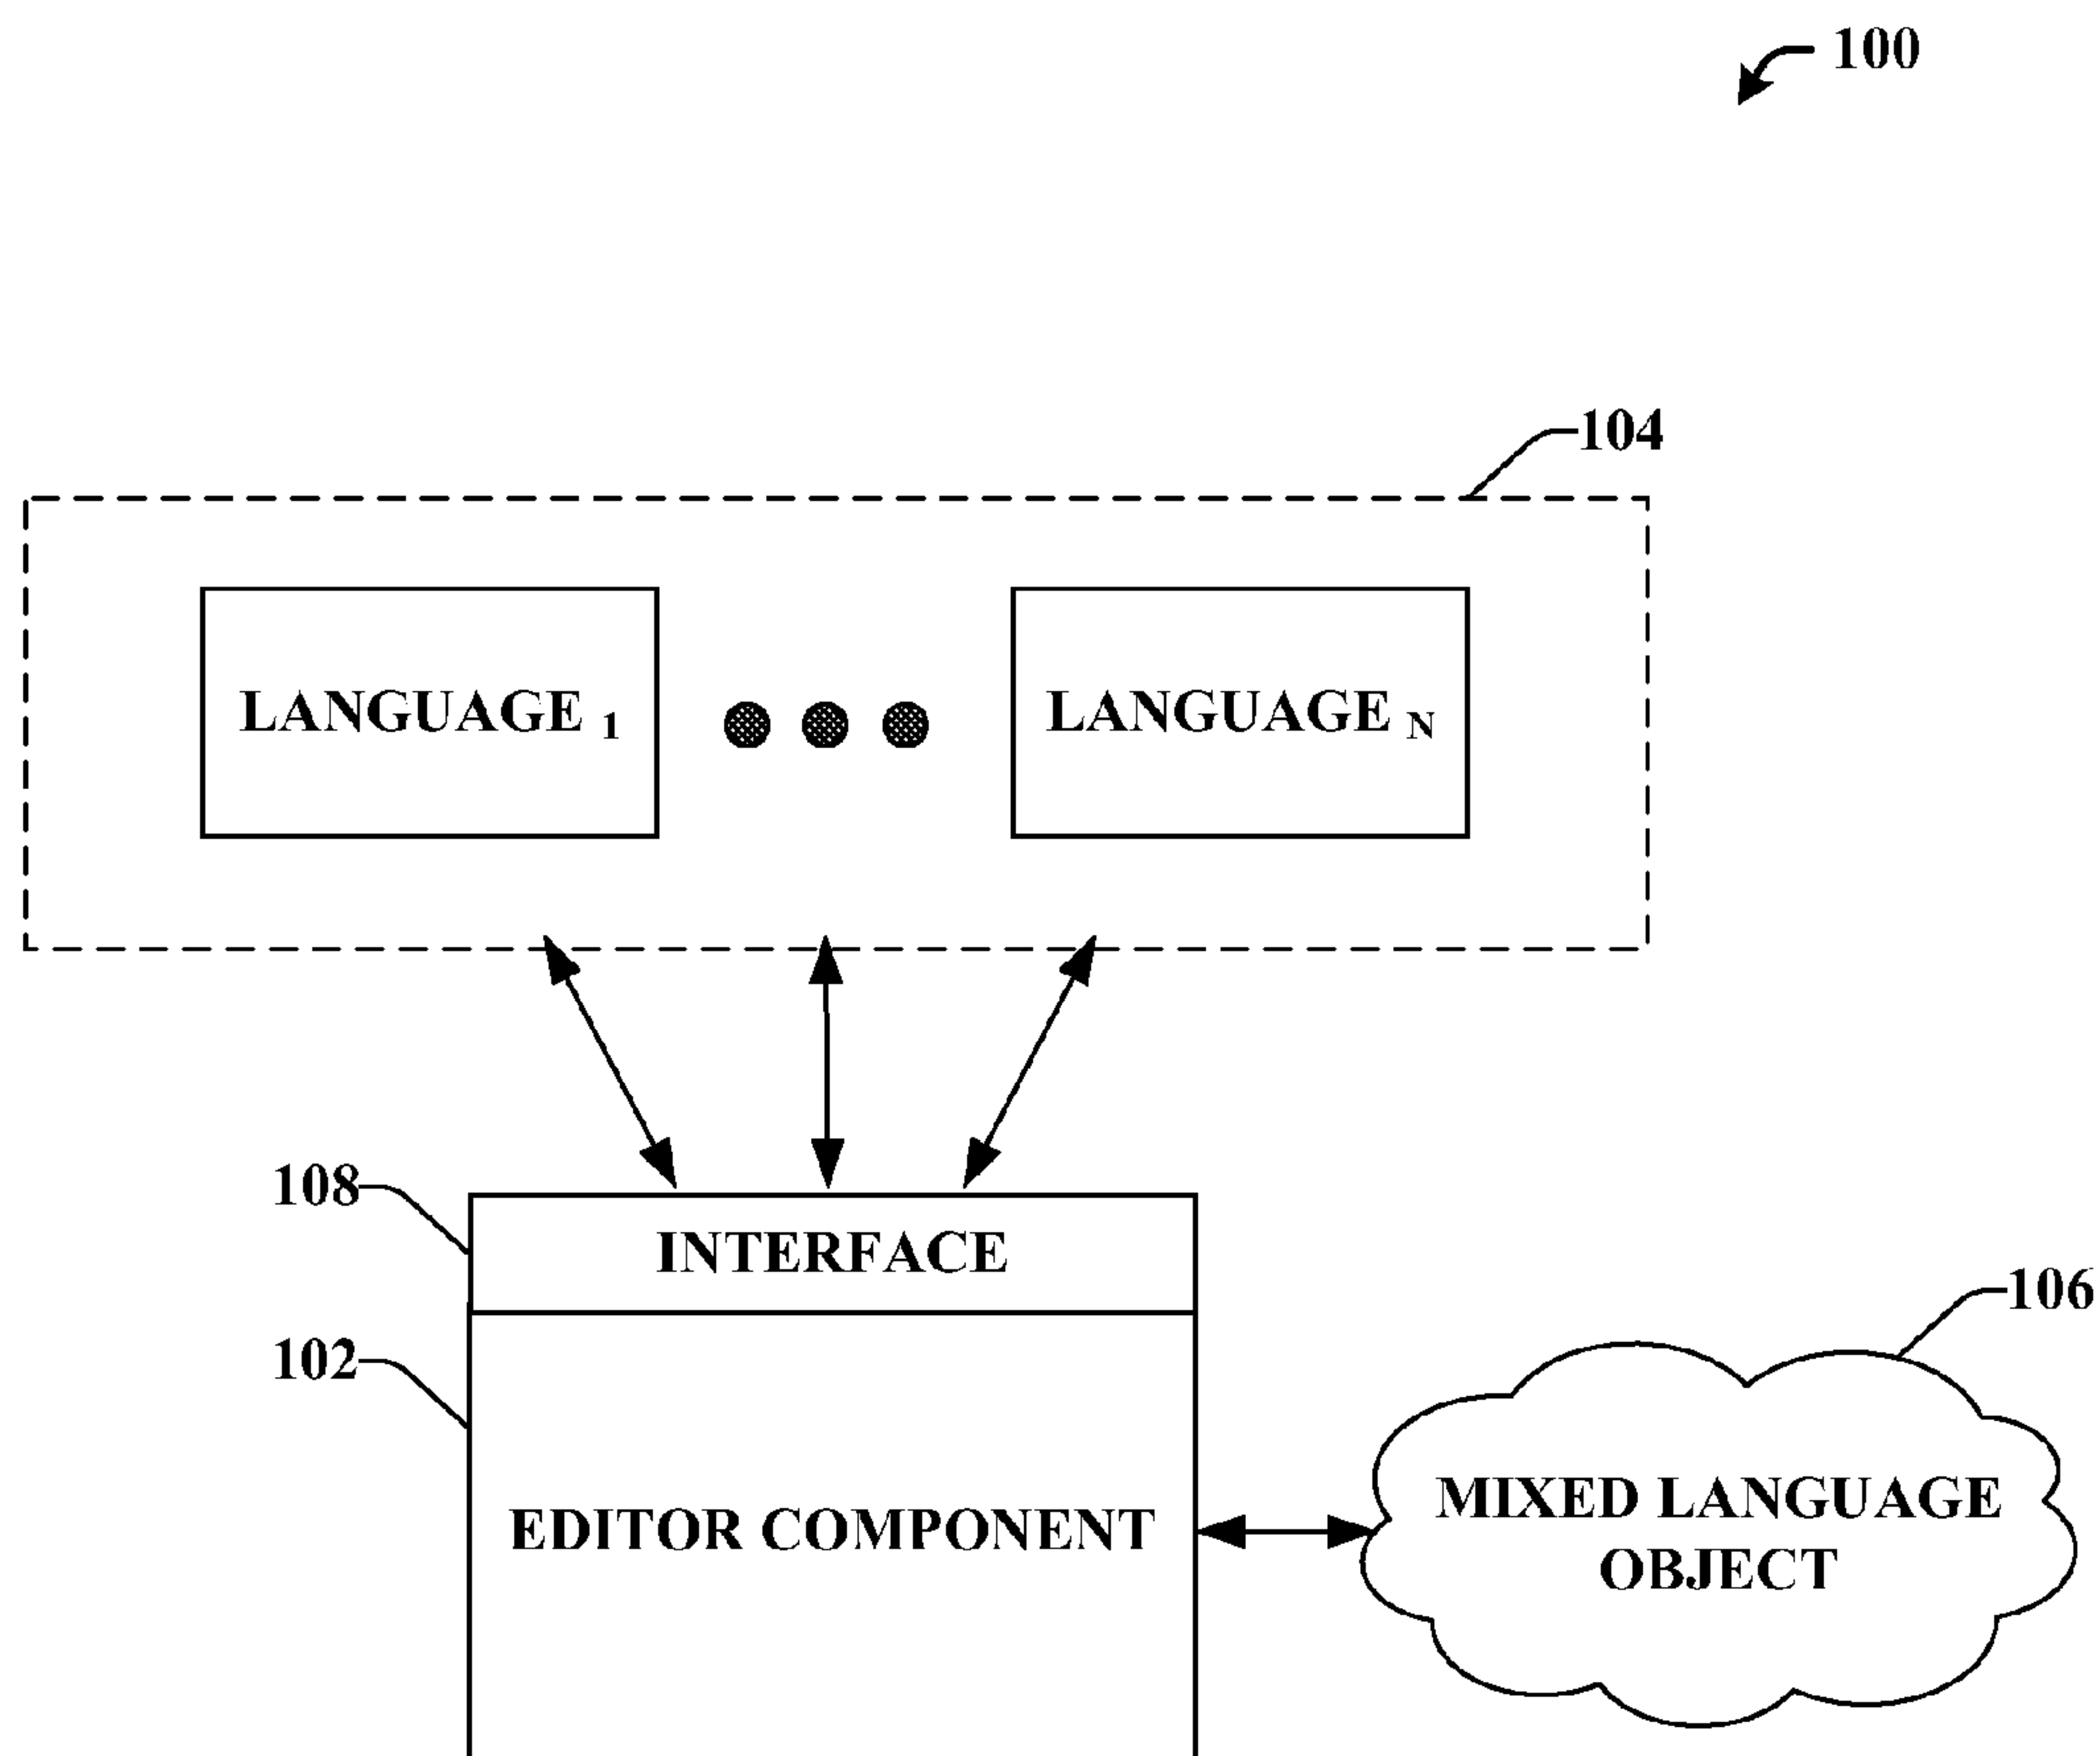 100
104
LANGUAGE 1
LANGUAGE N
108
INTERFACE
106
102
EDITOR COMPONENT
MIXED LANGUAGE
OBJECT